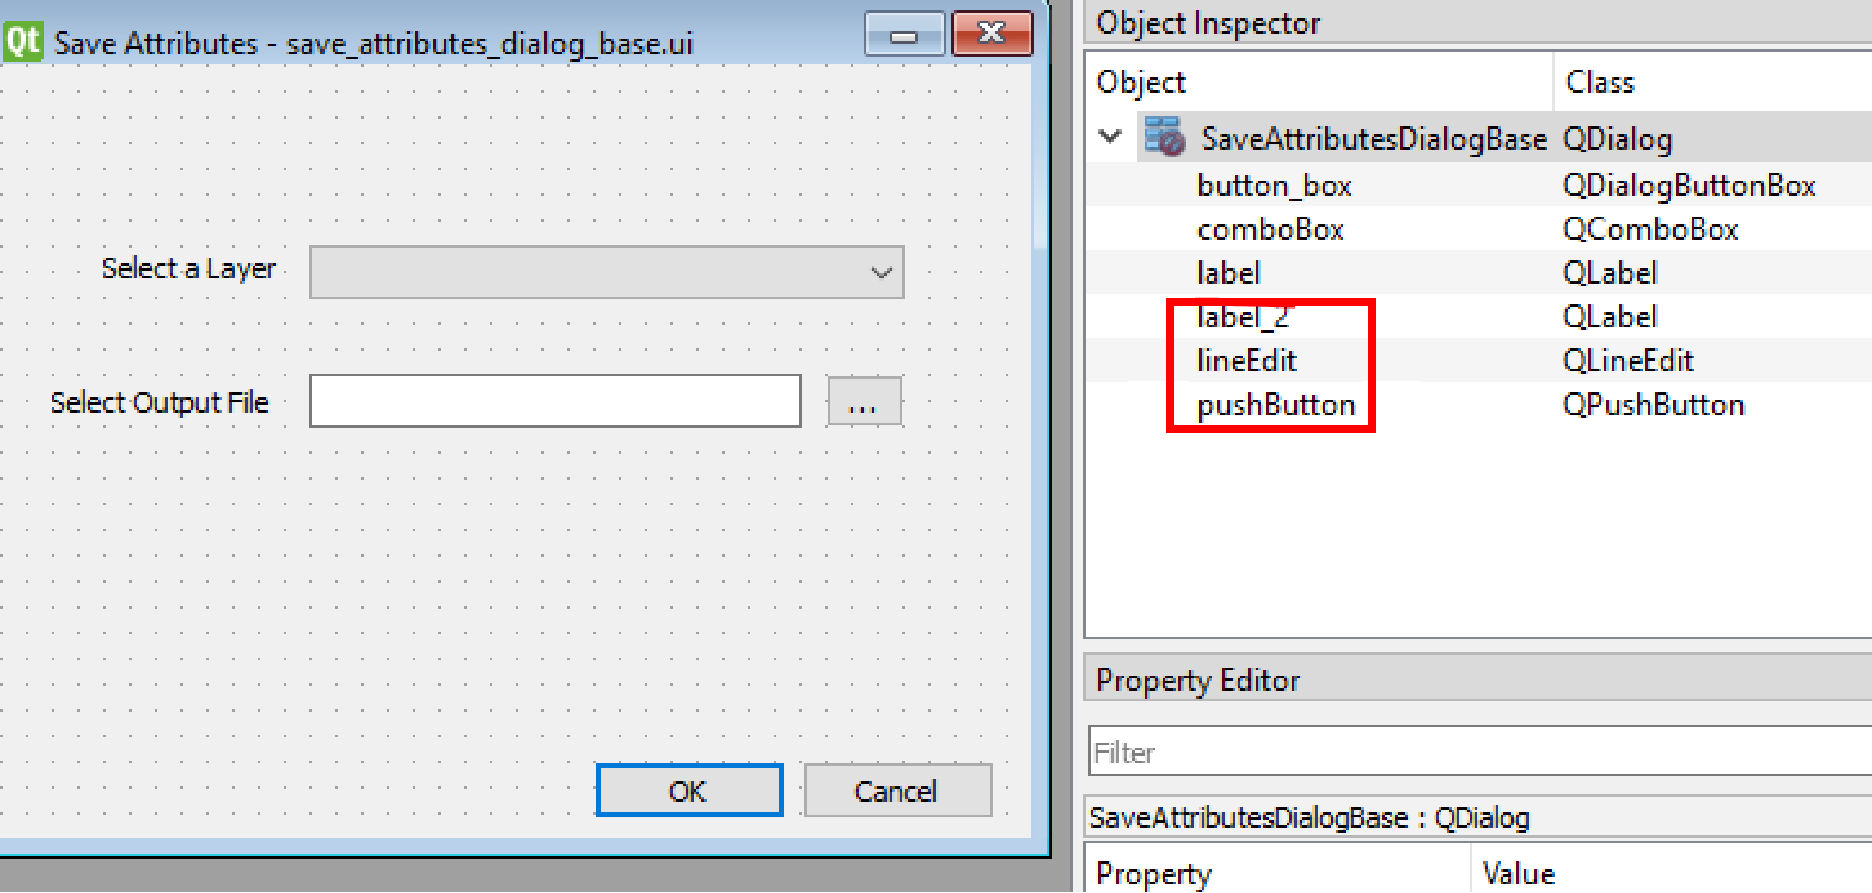 Qt Save Attributes - save_attributes_dialog_base.ui
Select a Layer
Select Output File ...
OK Cancel
Object Inspector
Object Class
SaveAttributesDialogBase QDialog
button_box QDialogButtonBox
comboBox QComboBox
label QLabel
label_2 QLabel
lineEdit QLineEdit
pushButton QPushButton
Property Editor
Filter
SaveAttributesDialogBase : QDialog
Property Value